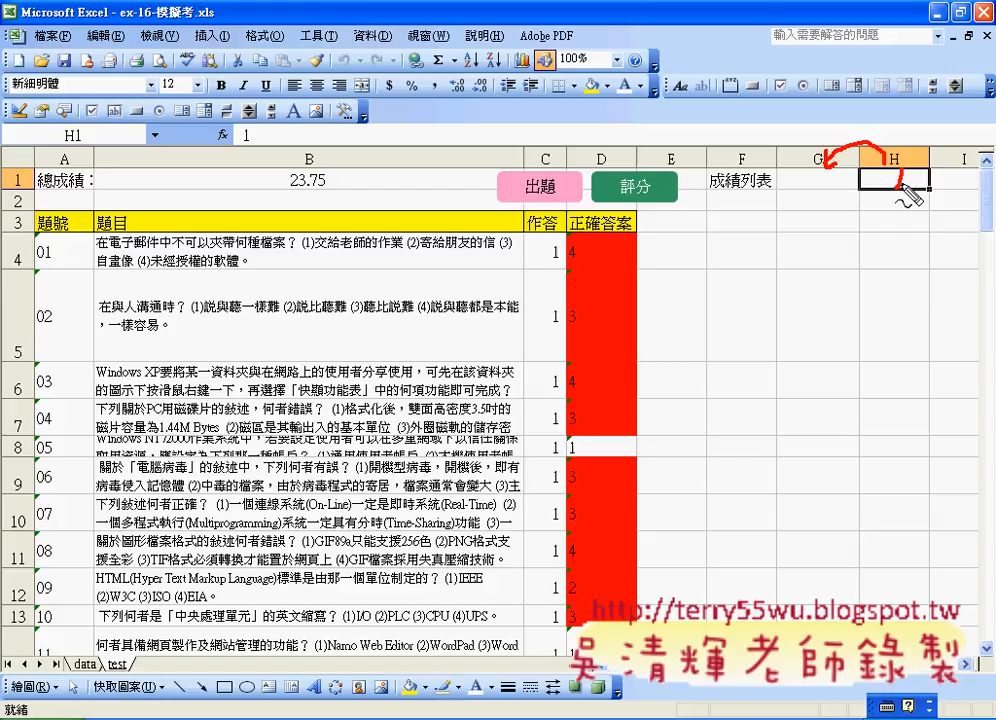 Microsoft Excel - ex-16-模擬考.xls
檔案(F) 編輯(E) 檢視(V) 插入(I) 格式(O) 工具(T) 資料(D) 視窗(W) 說明(H) Adobe PDF 輸入需要解答的問題
100%
新細明體 12 B I U $ % ,
H1 fx 1
A B C D E F G H I
1 總成績: 23.75 出題 評分 成績列表
2
3 題號 題目 作答 正確答案
在電子郵件中不可以夾帶何種檔案？ (1)交給老師的作業 (2)寄給朋友的信 (3)
4 01 自畫像 (4)未經授權的軟體。 1 4
在與人溝通時？ (1)說與聽一樣難 (2)說比聽難 (3)聽比說難 (4)說與聽都是本能
5 02 ，一樣容易。 1 3
Windows XP要將某一資料夾與在網路上的使用者分享使用，可先在該資料夾
6 03 的圖示下按滑鼠右鍵一下，再選擇「快顯功能表」中的何項功能即可完成？ 1 4
下列關於PC用磁碟片的敍述，何者錯誤？ (1)格式化後，雙面高密度3.5吋的
7 04 磁片容量為1.44M Bytes (2)磁區是其輸出入的基本單位 (3)外圈磁軌的儲存密 1 3
8 05 1 1
關於「電腦病毒」的敘述中，下列何者有誤？ (1)開機型病毒，開機後，即有
9 06 病毒侵入記憶體 (2)中毒的檔案，由於病毒程式的寄居，檔案通常會變大 (3)主 1 3
下列敘述何者正確？ (1)一個連線系統(On-Line)一定是即時系統(Real-Time) (2)
10 07 一個多程式執行(Multiprogramming)系統一定具有分時(Time-Sharing)功能 (3)一 1 3
關於圖形檔案格式的敘述何者錯誤？ (1)GIF89a只能支援256色 (2)PNG格式支
11 08 援全彩 (3)TIF格式必須轉換才能置於網頁上 (4)GIF檔案採用失真壓縮技術。 1 4
HTML(Hyper Text Markup Language)標準是由那一個單位制定的？ (1)IEEE
12 09 (2)W3C (3)ISO (4)EIA。 1 2
13 10 下列何者是「中央處理單元」的英文縮寫？ (1)I/O (2)PLC (3)CPU (4)UPS。 1 3
何者具備網頁製作及網站管理的功能？ (1)Namo Web Editor (2)WordPad (3)Word
http://terry55wu.blogspot.tw
吳清輝老師錄製
data test
繪圖(R) 快取圖案(U)
就緒